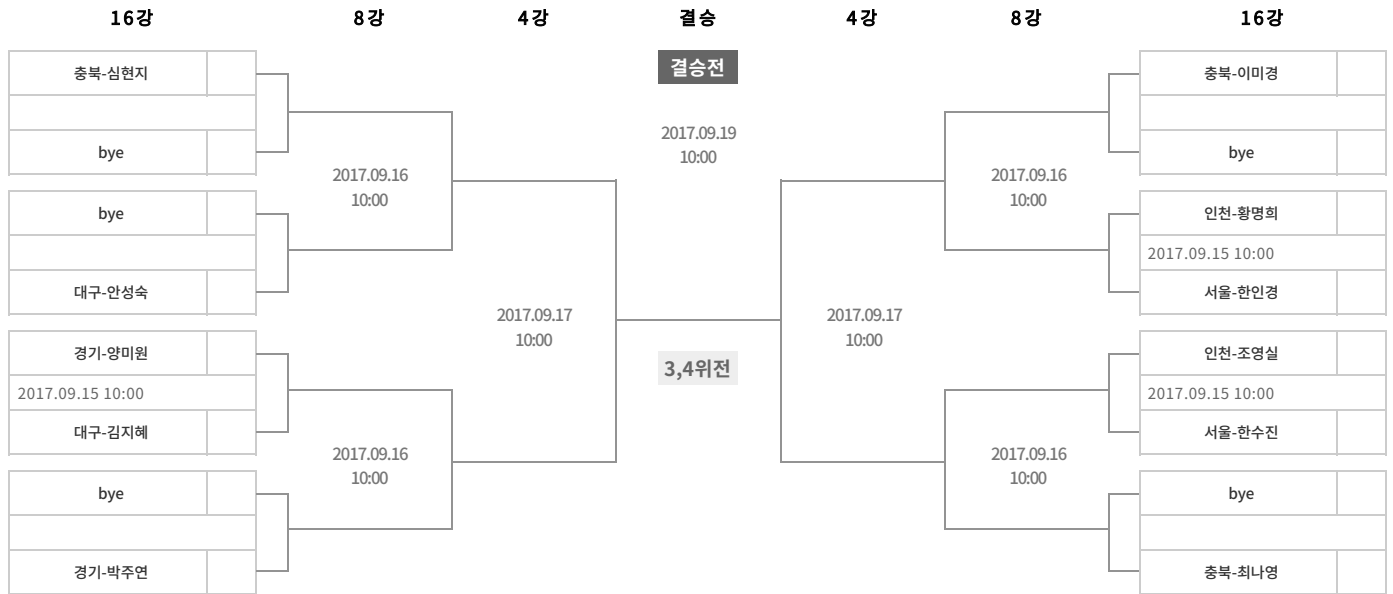 16강 8강 4강 결승 4강 8강 16강
충북-심현지
bye
bye
대구-안성숙
경기-양미원
2017.09.15 10:00
대구-김지혜
bye
경기-박주연
2017.09.16
10:00
2017.09.16
10:00
2017.09.17
10:00
결승전
2017.09.19
10:00
3,4위전
2017.09.17
10:00
2017.09.16
10:00
2017.09.16
10:00
충북-이미경
bye
인천-황명희
2017.09.15 10:00
서울-한인경
인천-조영실
2017.09.15 10:00
서울-한수진
bye
충북-최나영